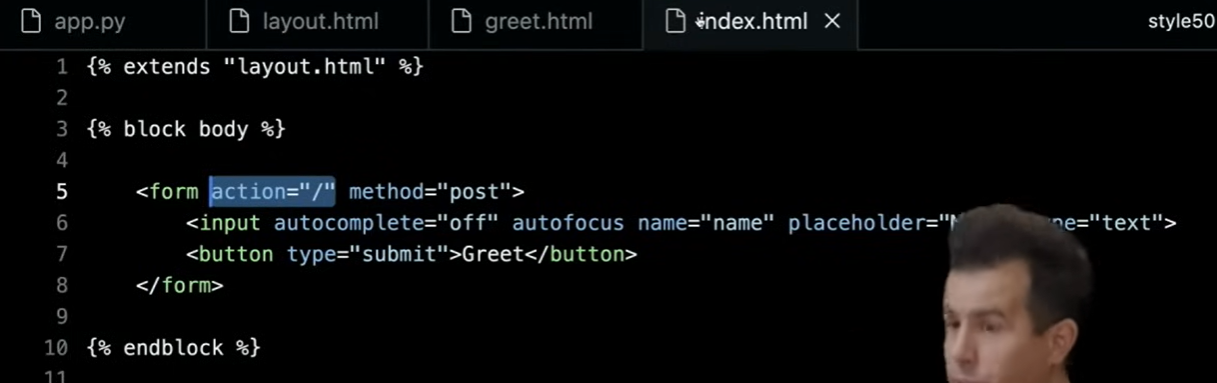 app.py layout.html greet.html index.html style50
1 {% extends "layout.html" %}
2
3 {% block body %}
4
5 <form action="/" method="post">
6 <input autocomplete="off" autofocus name="name" placeholder=" ="text">
7 <button type="submit">Greet</button>
8 </form>
9
10 {% endblock %}
11